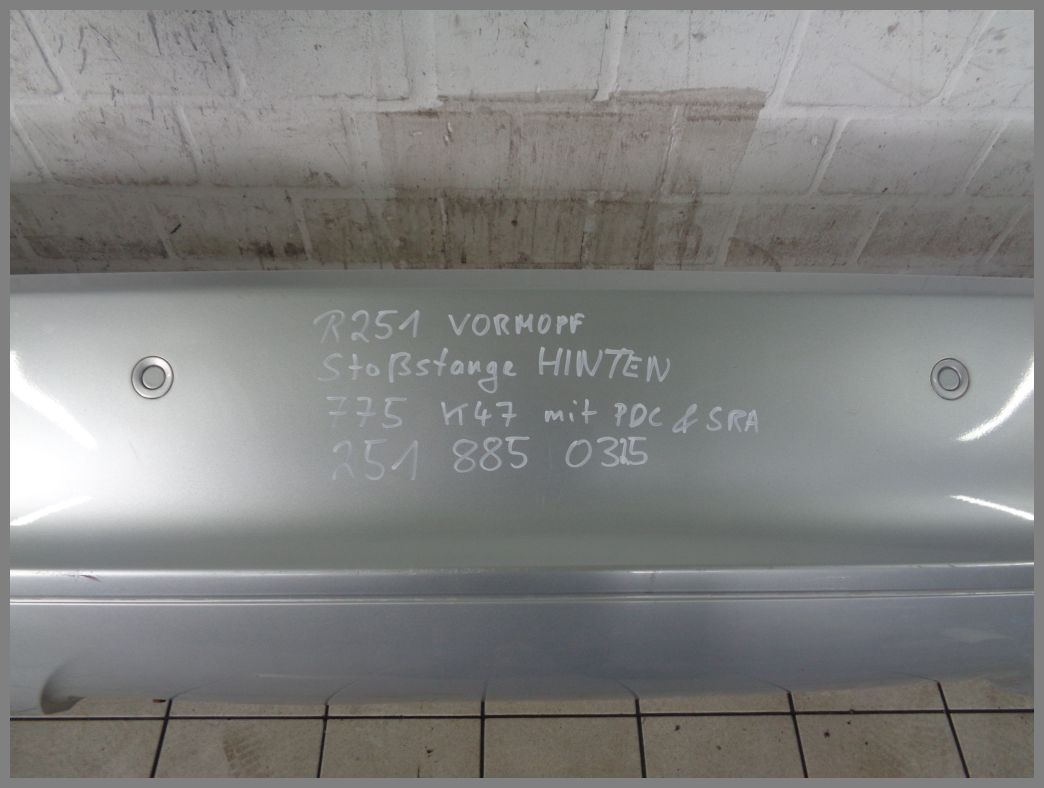 R251 VORMOPF
Stoßstange HINTEN
775 K47 mit PDC & SRA
251 885 0325